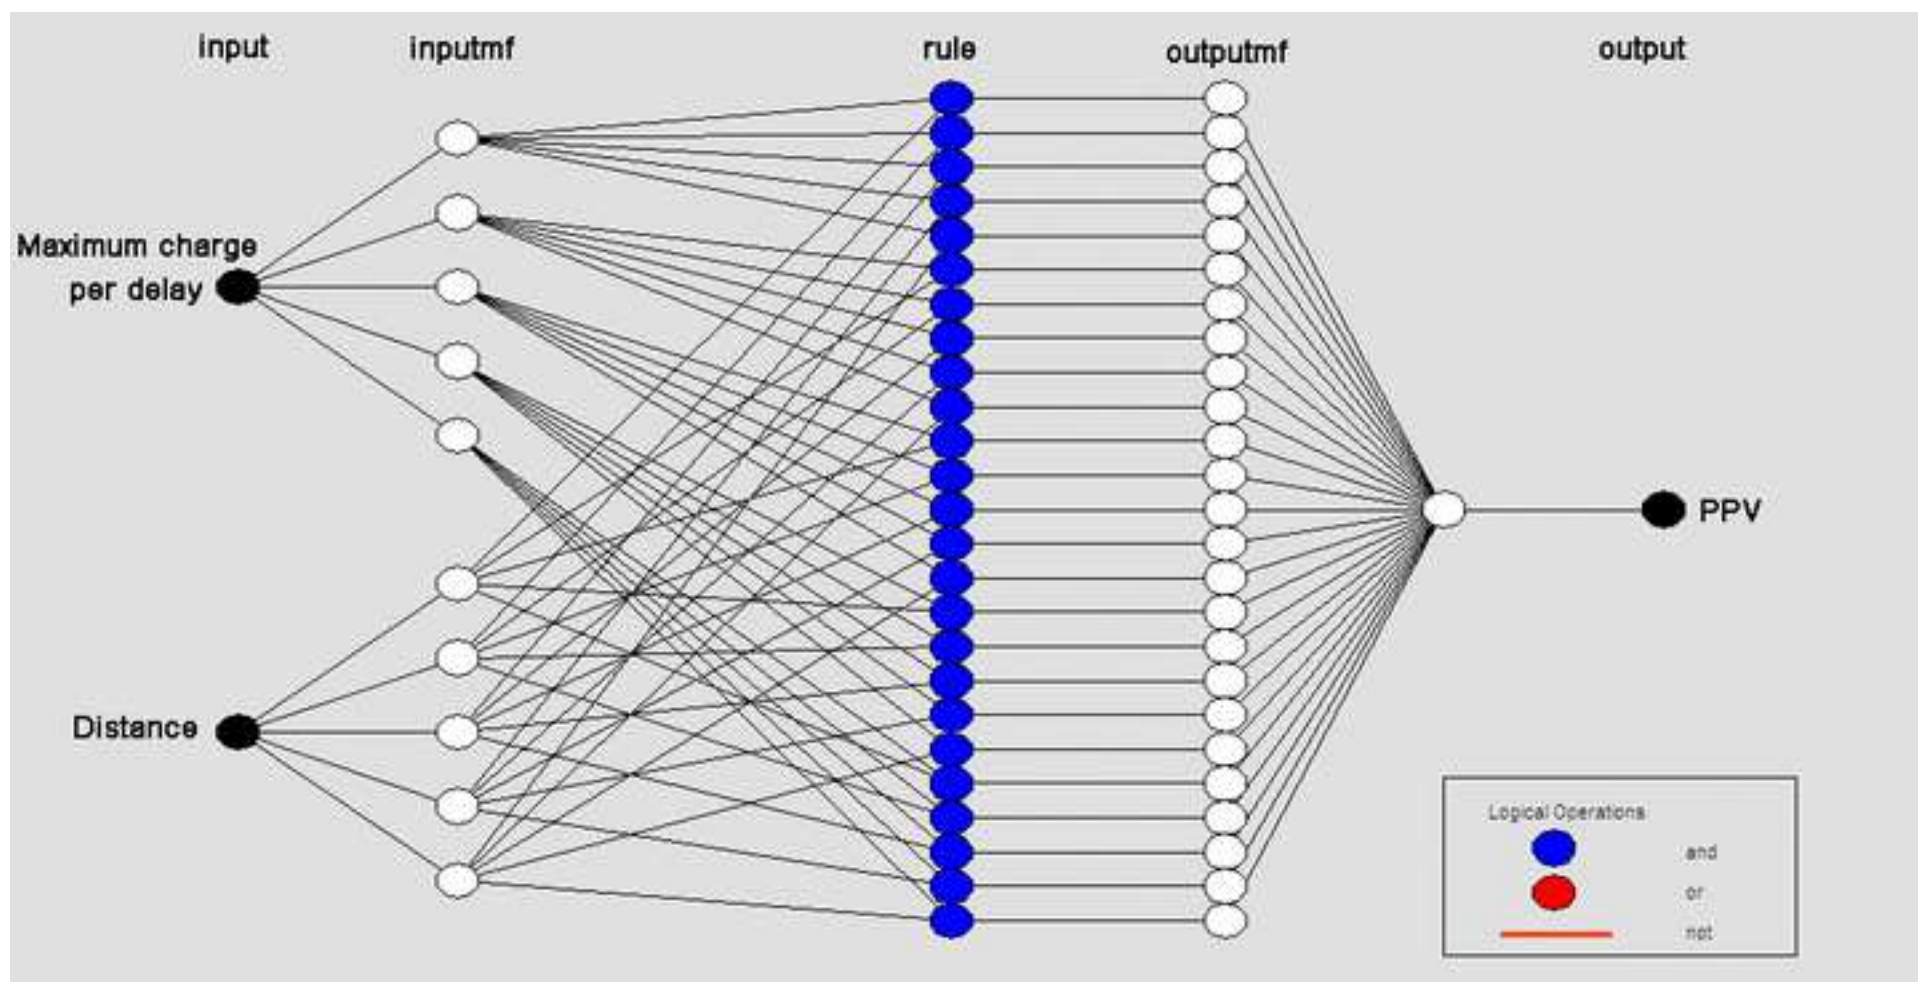 input
inputmf
rule
outputmf
output
Maximum charge
per delay
Distance
PPV
Logical Operations
and
or
not